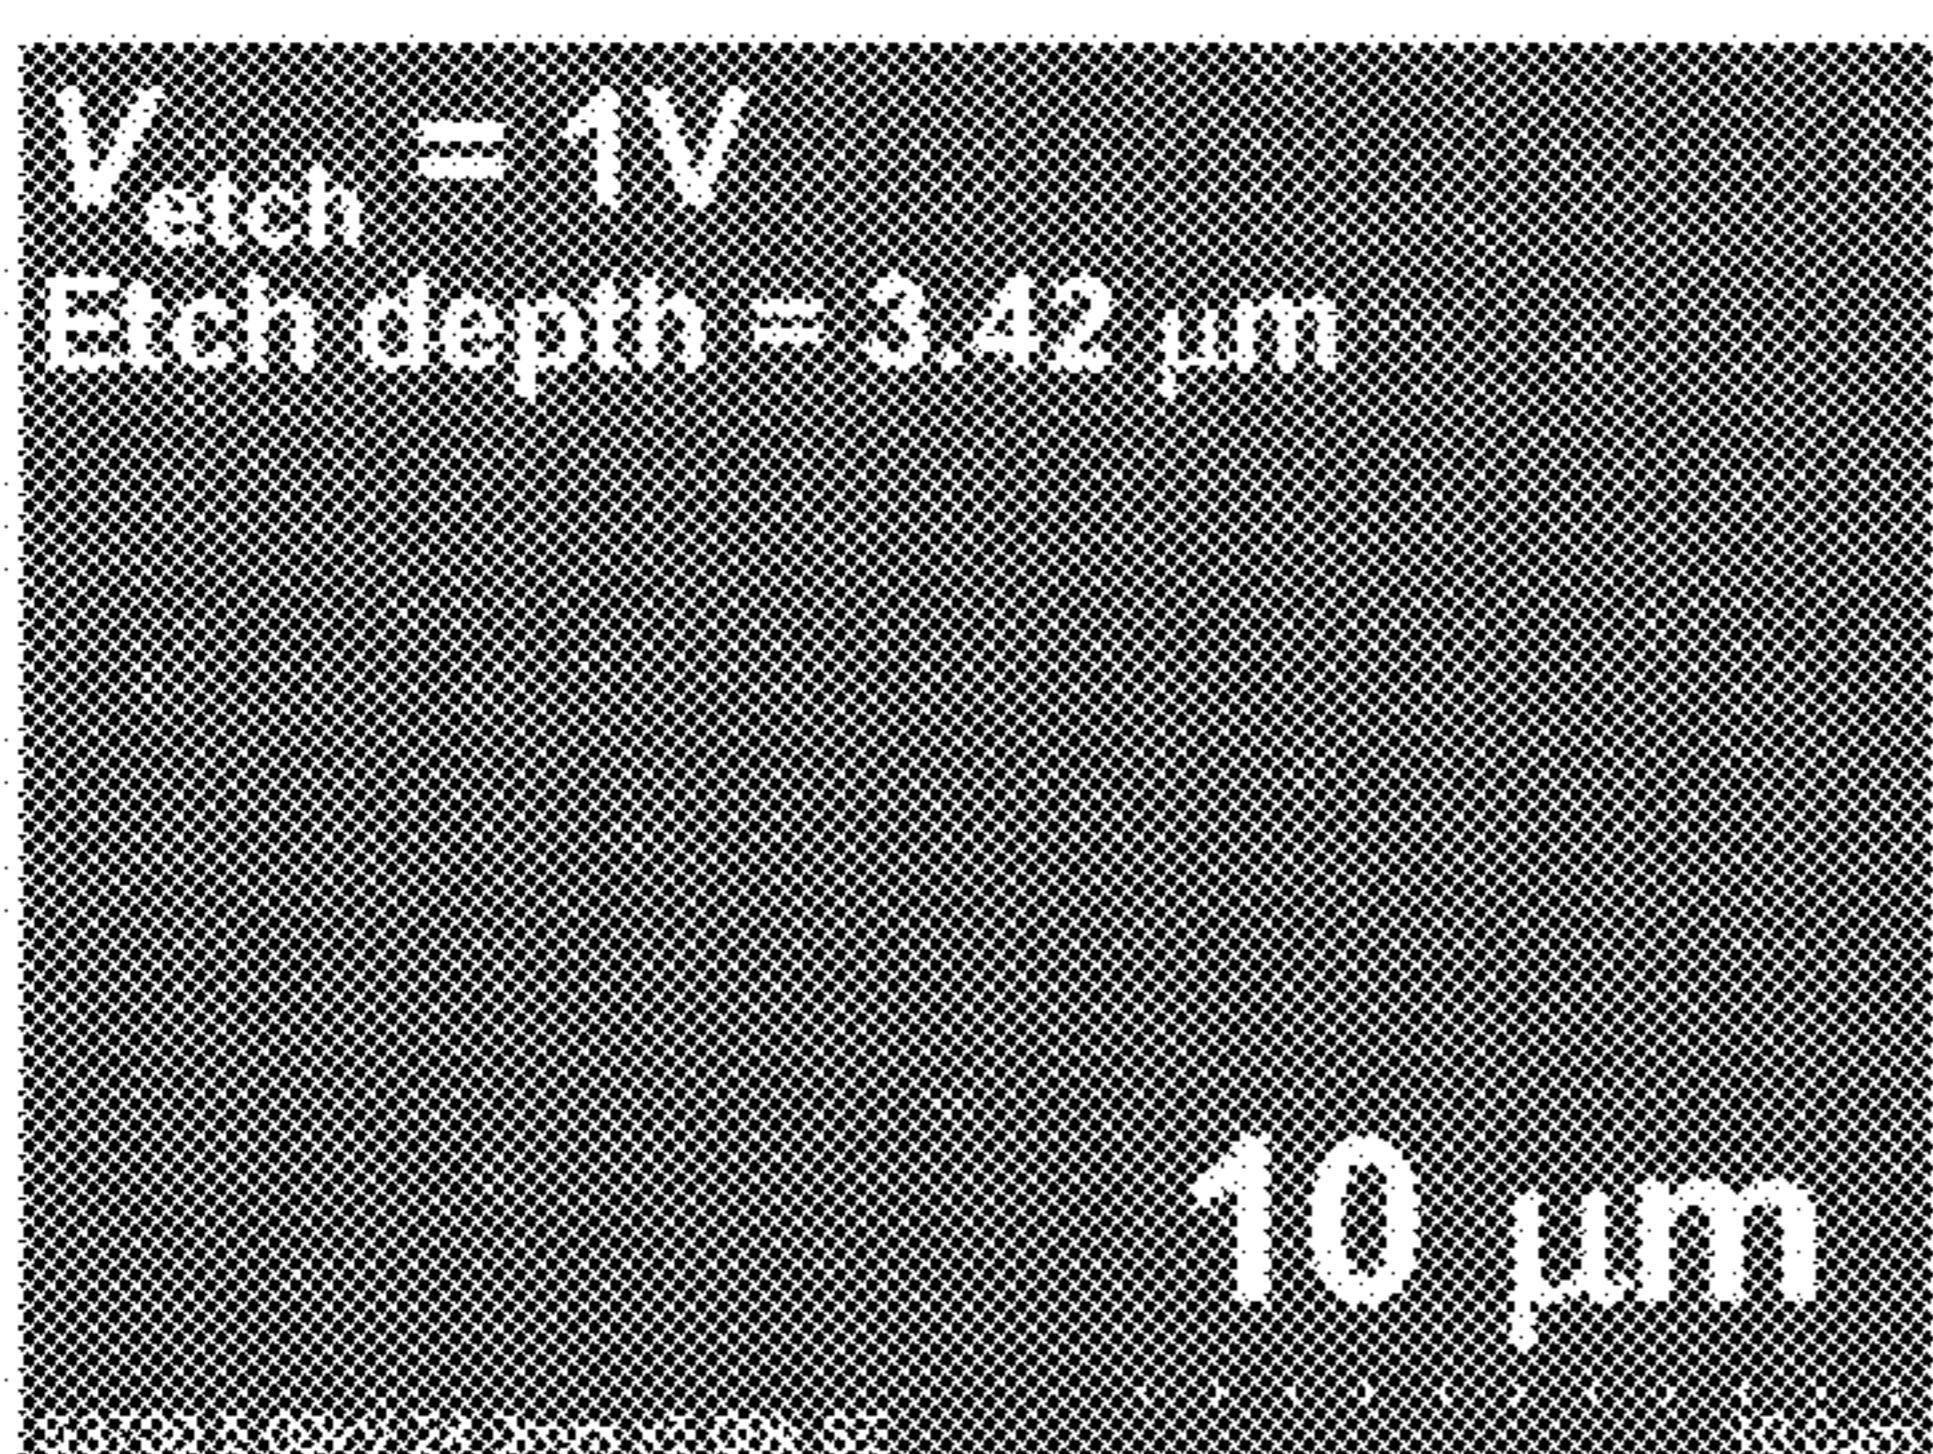 Vetch = 1V
Etch depth = 3.42 µm
10 µm